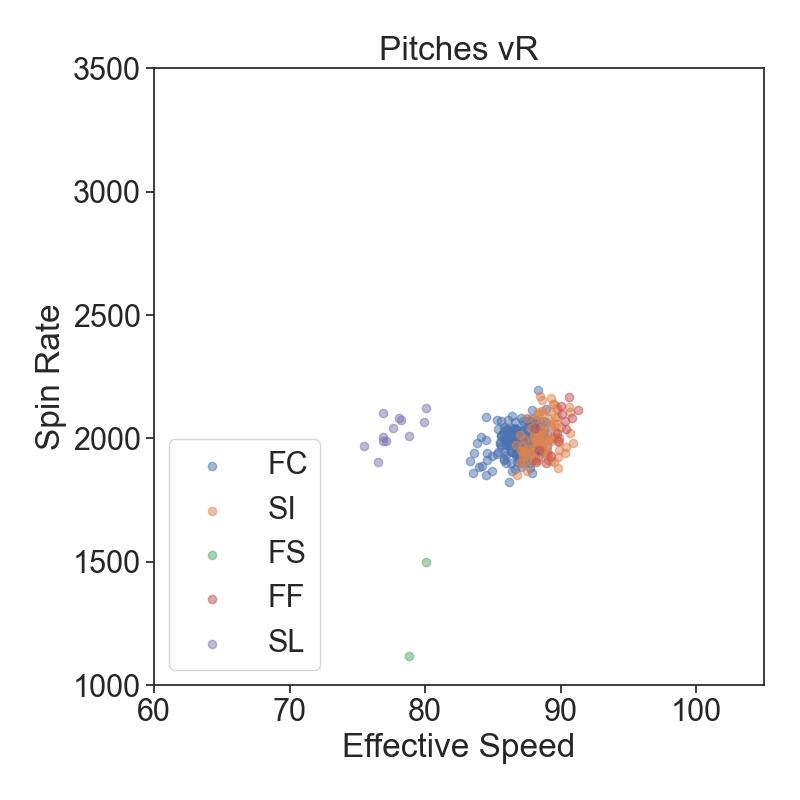 Pitches vR
3500
3000
2500
2000
1500
1000
Spin Rate
FC
SI
FS
FF
SL
60 70 80 90 100
Effective Speed